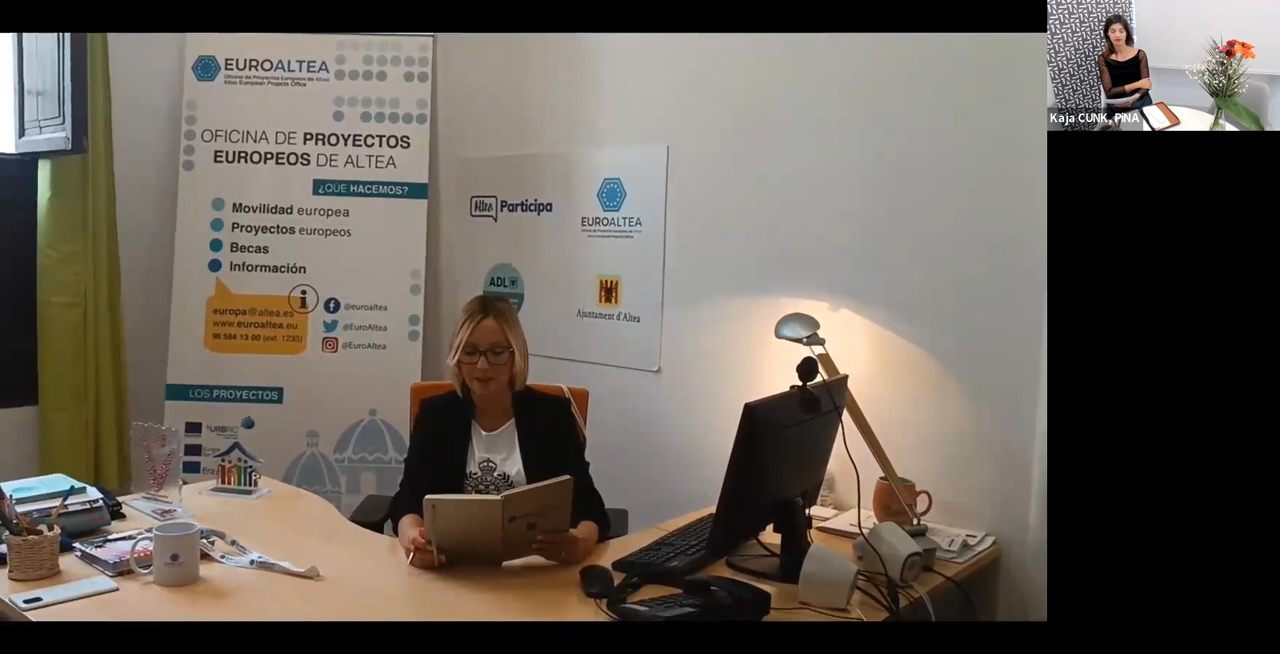 EUROALTEA
Oficina de Proyectos Europeos de Altea
Altea European Projects Office
OFICINA DE PROYECTOS
EUROPEOS DE ALTEA
¿QUE HACEMOS?
Movilidad europea
Proyectos europeos
Becas
Información
i
europa@altea.es
www.euroaltea.eu
96 584 13 00 (ext. 1233)
@euroaltea
@EuroAltea
@EuroAltea
LOS PROYECTOS
Altea Participa
EUROALTEA
ADL
Ajuntament d'Altea
Kaja CUNK, PiNA